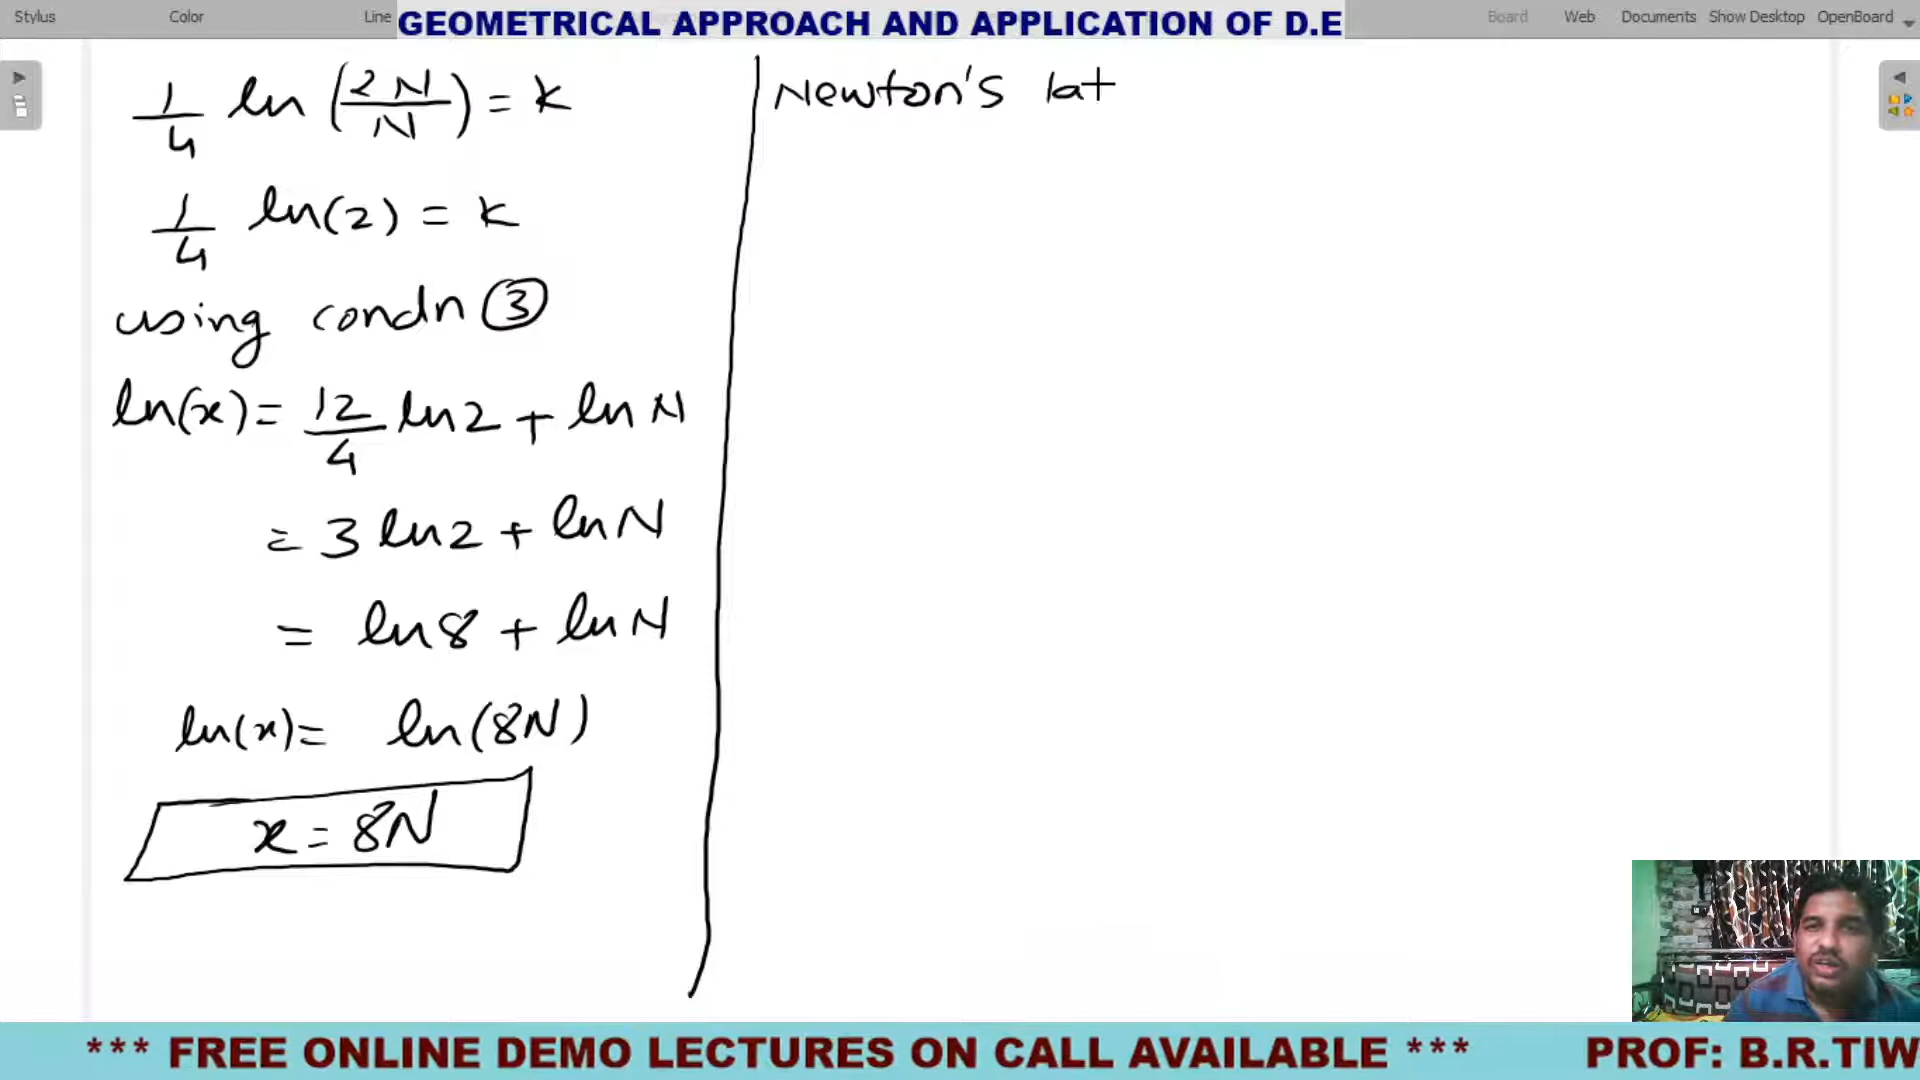 Stylus Color Line Board Web Documents Show Desktop OpenBoard
GEOMETRICAL APPROACH AND APPLICATION OF D.E
1/4 ln (2N/N) = k
1/4 ln(2) = k
using condn ③
ln(x) = 12/4 ln2 + ln N
= 3 ln2 + ln N
= ln8 + ln N
ln(x) = ln(8N)
x = 8N
Newton's lat
*** FREE ONLINE DEMO LECTURES ON CALL AVAILABLE *** PROF: B.R.TIW